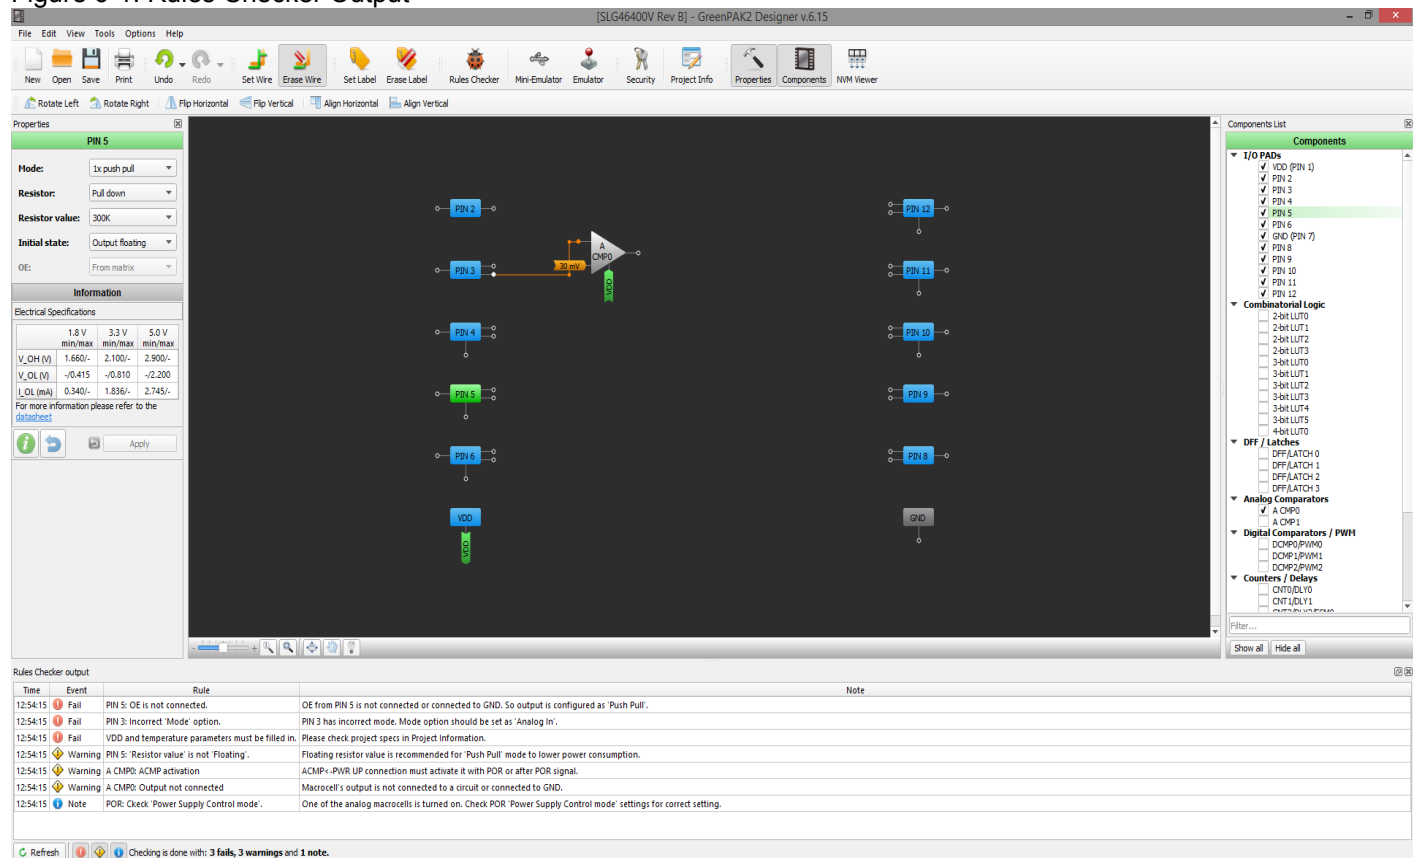 Figure 3-4. Rules Checker Output
[SLG46400V Rev B] - GreenPAK2 Designer v.6.15
File Edit View Tools Options Help
New Open Save Print Undo Redo Set Wire Erase Wire Set Label Erase Label Rules Checker Mini-Emulator Emulator Security Project Info Properties Components NVM Viewer
Rotate Left Rotate Right Flip Horizontal Flip Vertical Align Horizontal Align Vertical
Properties
PIN 5
Mode: 1x push pull
Resistor: Pull down
Resistor value: 300K
Initial state: Output floating
OE: From matrix
Information
Electrical Specifications
1.8 V min/max 3.3 V min/max 5.0 V min/max
V_OH (V) 1.660/- 2.100/- 2.900/-
V_OL (V) -/0.415 -/0.810 -/2.200
I_OL (mA) 0.340/- 1.836/- 2.745/-
For more information please refer to the
datasheet
Apply
PIN 2
PIN 3
30 mV
A
CMP0
VDD
PIN 4
PIN 5
PIN 6
VDD
VDD
PIN 12
PIN 11
PIN 10
PIN 9
PIN 8
GND
Components List
Components
I/O PADs
VDD (PIN 1)
PIN 2
PIN 3
PIN 4
PIN 5
PIN 6
GND (PIN 7)
PIN 8
PIN 9
PIN 10
PIN 11
PIN 12
Combinatorial Logic
2-bit LUT0
2-bit LUT1
2-bit LUT2
2-bit LUT3
3-bit LUT0
3-bit LUT1
3-bit LUT2
3-bit LUT3
3-bit LUT4
3-bit LUT5
4-bit LUT0
DFF / Latches
DFF/LATCH 0
DFF/LATCH 1
DFF/LATCH 2
DFF/LATCH 3
Analog Comparators
A CMP0
A CMP1
Digital Comparators / PWM
DCMP0/PWM0
DCMP1/PWM1
DCMP2/PWM2
Counters / Delays
CNT0/DLY0
CNT1/DLY1
Filter...
Show all Hide all
Rules Checker output
Time Event Rule Note
12:54:15 Fail PIN 5: OE is not connected. OE from PIN 5 is not connected or connected to GND. So output is configured as 'Push Pull'.
12:54:15 Fail PIN 3: Incorrect 'Mode' option. PIN 3 has incorrect mode. Mode option should be set as 'Analog In'.
12:54:15 Fail VDD and temperature parameters must be filled in. Please check project specs in Project Information.
12:54:15 Warning PIN 5: 'Resistor value' is not 'Floating'. Floating resistor value is recommended for 'Push Pull' mode to lower power consumption.
12:54:15 Warning A CMP0: ACMP activation ACMP<-PWR UP connection must activate it with POR or after POR signal.
12:54:15 Warning A CMP0: Output not connected Macrocell's output is not connected to a circuit or connected to GND.
12:54:15 Note POR: Ckeck 'Power Supply Control mode'. One of the analog macrocells is turned on. Check POR 'Power Supply Control mode' settings for correct setting.
Refresh Checking is done with: 3 fails, 3 warnings and 1 note.